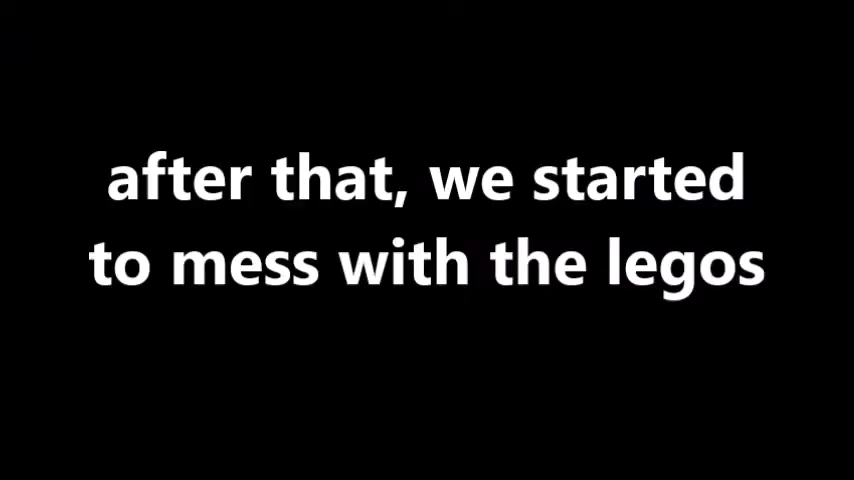 after that, we started
to mess with the legos